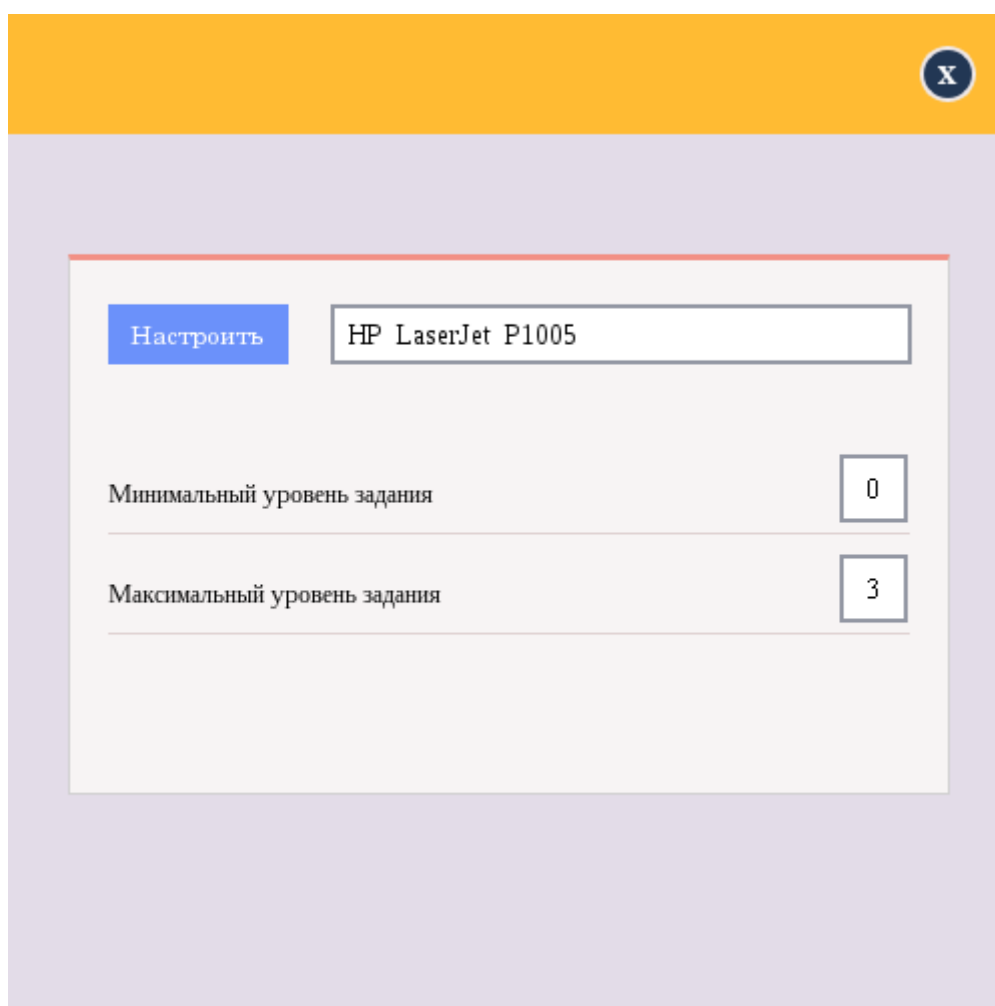 x
Настроить HP LaserJet P1005
Минимальный уровень задания 0
Максимальный уровень задания 3